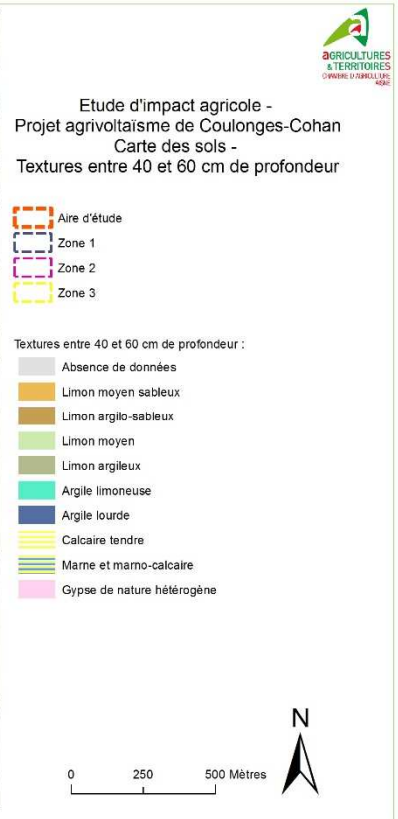 AGRICULTURES
& TERRITOIRES
CHAMBRE D'AGRICULTURE
AISNE
Etude d'impact agricole -
Projet agrivoltaïsme de Coulonges-Cohan
Carte des sols -
Textures entre 40 et 60 cm de profondeur
Aire d'étude
Zone 1
Zone 2
Zone 3
Textures entre 40 et 60 cm de profondeur :
Absence de données
Limon moyen sableux
Limon argilo-sableux
Limon moyen
Limon argileux
Argile limoneuse
Argile lourde
Calcaire tendre
Marne et marno-calcaire
Gypse de nature hétérogène
N
0 250 500 Mètres